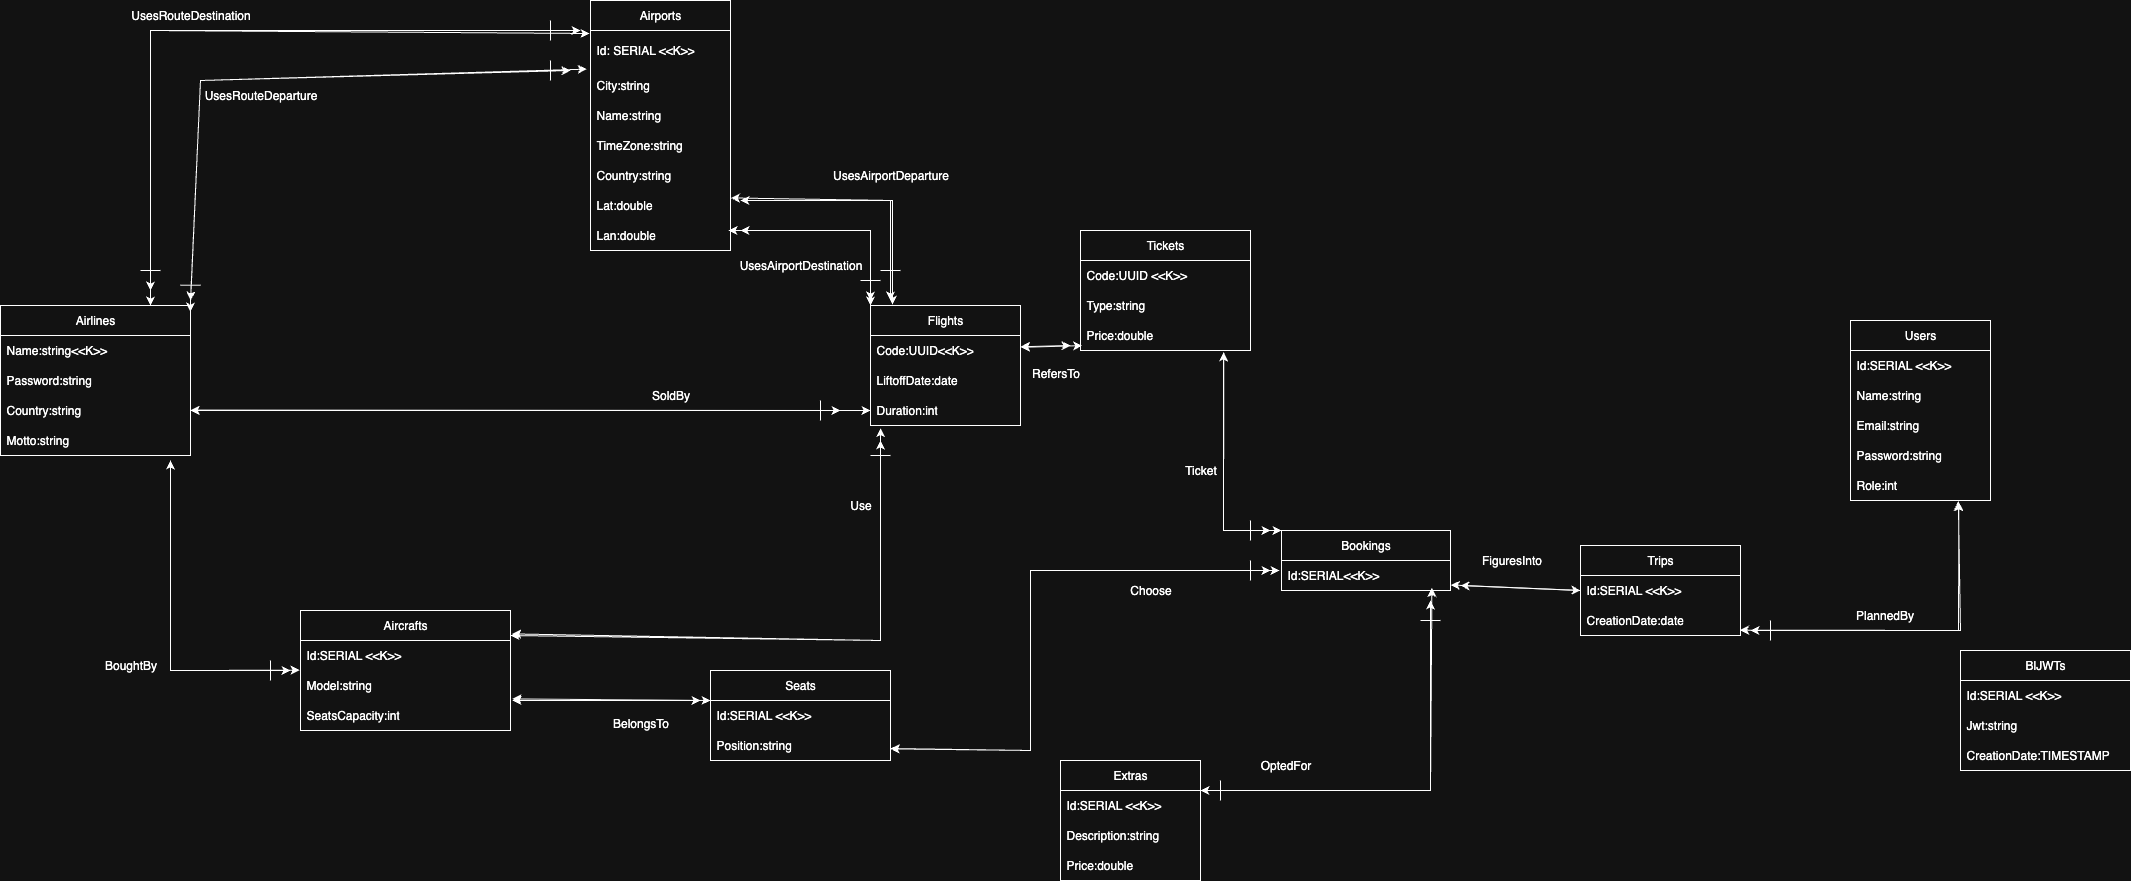 UsesRouteDestination
UsesRouteDeparture
Airports
Id: SERIAL <<K>>
City:string
Name:string
TimeZone:string
Country:string
Lat:double
Lan:double
UsesAirportDeparture
UsesAirportDestination
Airlines
Name:string<<K>>
Password:string
Country:string
Motto:string
SoldBy
Flights
Code:UUID<<K>>
LiftoffDate:date
Duration:int
RefersTo
Tickets
Code:UUID <<K>>
Type:string
Price:double
Ticket
Users
Id:SERIAL <<K>>
Name:string
Email:string
Password:string
Role:int
Use
Choose
Bookings
Id:SERIAL<<K>>
FiguresInto
Trips
Id:SERIAL <<K>>
CreationDate:date
PlannedBy
BoughtBy
Aircrafts
Id:SERIAL <<K>>
Model:string
SeatsCapacity:int
BelongsTo
Seats
Id:SERIAL <<K>>
Position:string
OptedFor
Extras
Id:SERIAL <<K>>
Description:string
Price:double
BlJWTs
Id:SERIAL <<K>>
Jwt:string
CreationDate:TIMESTAMP